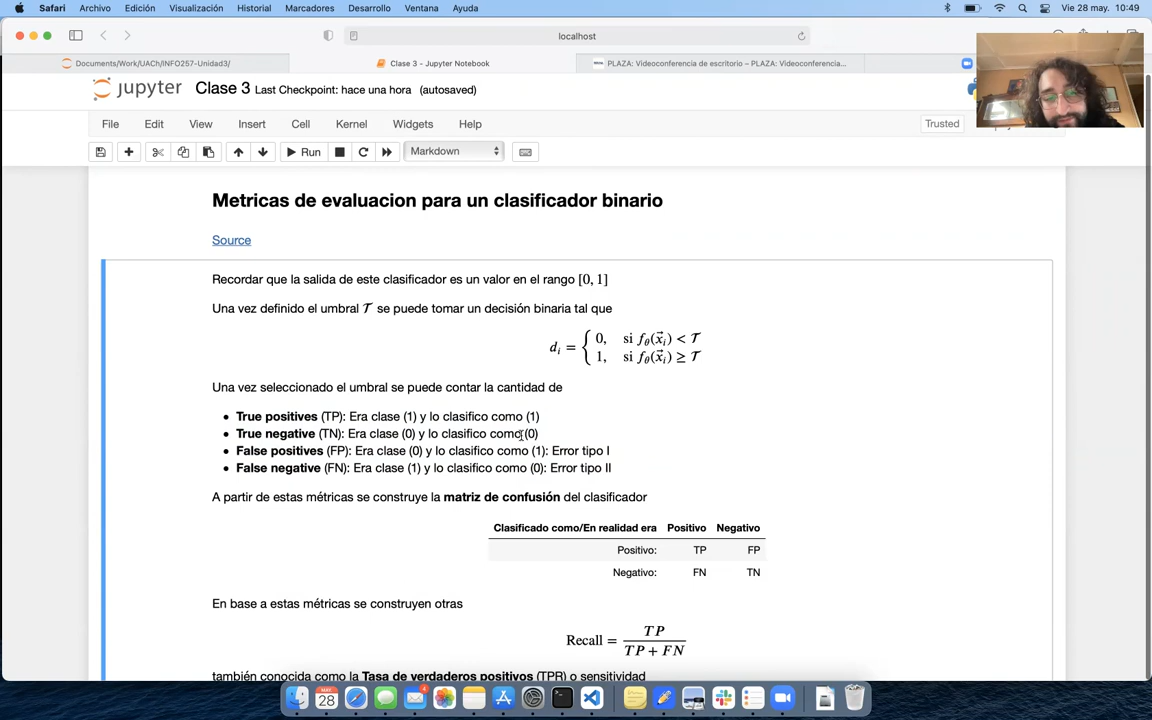 Safari Archivo Edición Visualización Historial Marcadores Desarrollo Ventana Ayuda Vie 28 may. 10:49
localhost
Documents/Work/UACh/INFO257-Unidad3/ Clase 3 - Jupyter Notebook PLAZA: Videoconferencia de escritorio – PLAZA: Videoconferencia...
jupyter Clase 3 Last Checkpoint: hace una hora (autosaved)
File Edit View Insert Cell Kernel Widgets Help Trusted
Run Markdown
Metricas de evaluacion para un clasificador binario
Source
Recordar que la salida de este clasificador es un valor en el rango [0, 1]
Una vez definido el umbral 𝒯 se puede tomar un decisión binaria tal que
d_i = { 0, si f_θ(x⃗_i) < 𝒯
1, si f_θ(x⃗_i) ≥ 𝒯
Una vez seleccionado el umbral se puede contar la cantidad de
• True positives (TP): Era clase (1) y lo clasifico como (1)
• True negative (TN): Era clase (0) y lo clasifico como (0)
• False positives (FP): Era clase (0) y lo clasifico como (1): Error tipo I
• False negative (FN): Era clase (1) y lo clasifico como (0): Error tipo II
A partir de estas métricas se construye la matriz de confusión del clasificador
Clasificado como/En realidad era Positivo Negativo
Positivo: TP FP
Negativo: FN TN
En base a estas métricas se construyen otras
Recall = TP / (TP + FN)
también conocida como la Tasa de verdaderos positivos (TPR) o sensitividad
MAY. 28 4